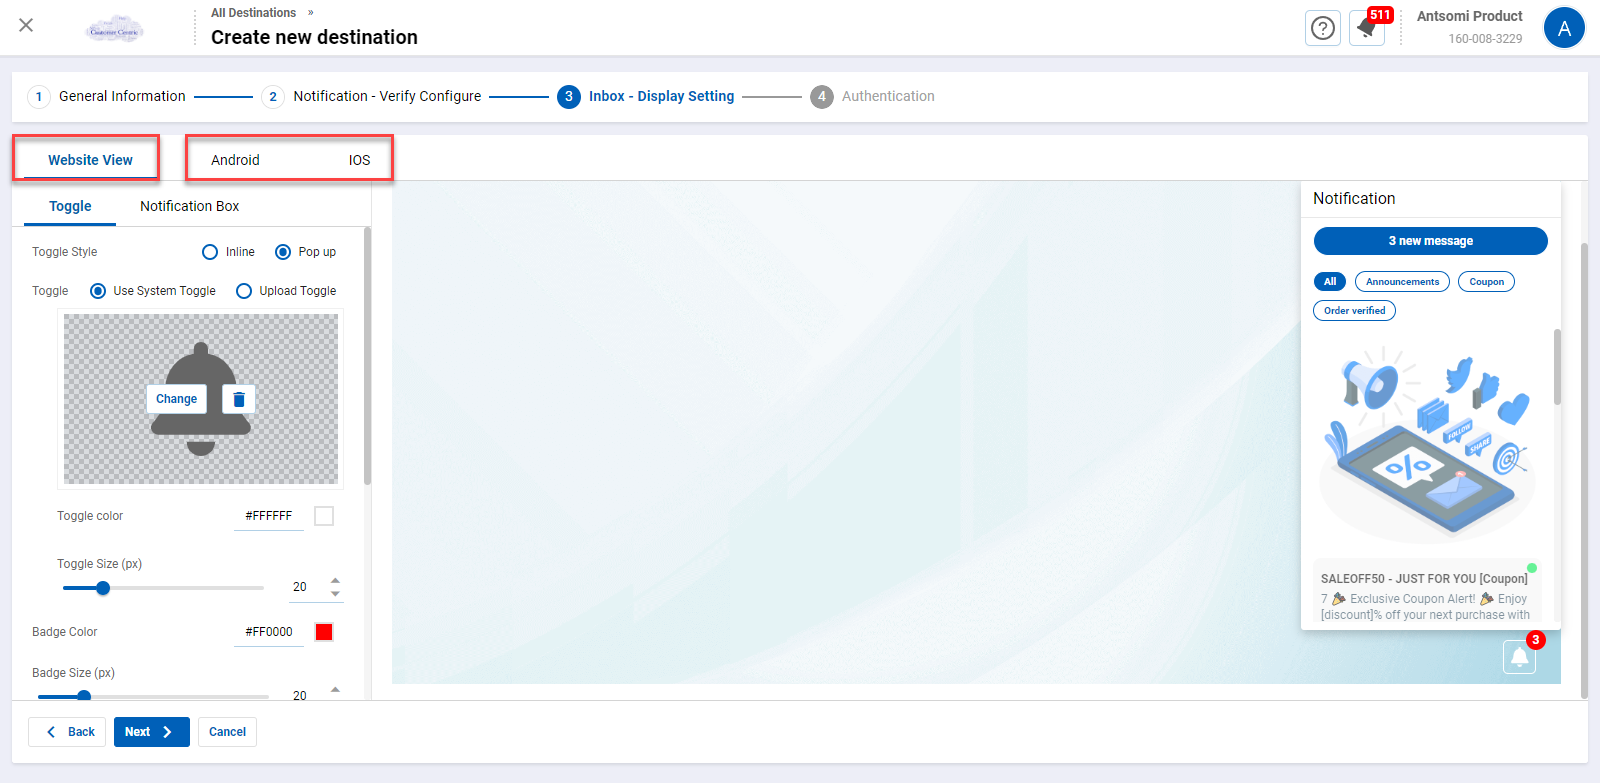 All Destinations »
Create new destination
Customer Centric
511
Antsomi Product
160-008-3229
A
1 General Information
2 Notification - Verify Configure
3 Inbox - Display Setting
4 Authentication
Website View
Android
IOS
Toggle
Notification Box
Toggle Style
Inline
Pop up
Toggle
Use System Toggle
Upload Toggle
Change
Toggle color
#FFFFFF
Toggle Size (px)
20
Badge Color
#FF0000
Badge Size (px)
20
Notification
3 new message
All
Announcements
Coupon
Order verified
FOLLOW
SHARE
%
SALEOFF50 - JUST FOR YOU [Coupon]
7 🎉 Exclusive Coupon Alert! 🎉 Enjoy
[discount]% off your next purchase with
3
Back
Next
Cancel